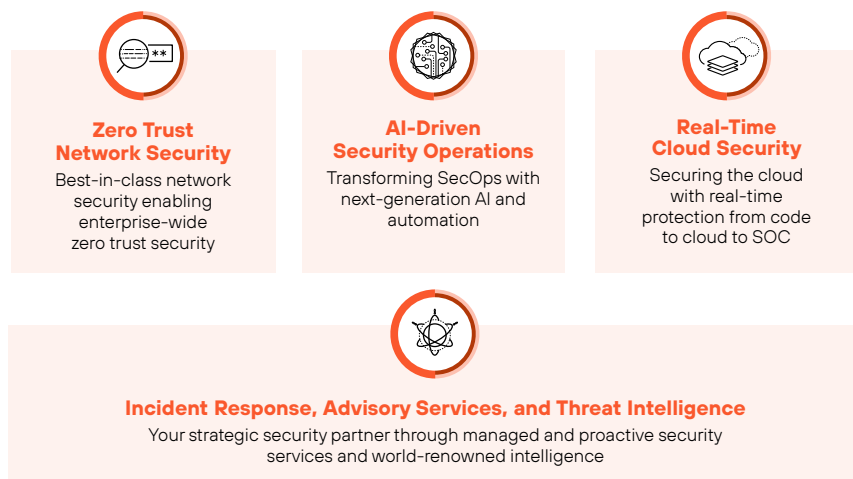 **
Zero Trust
Network Security
Best-in-class network
security enabling
enterprise-wide
zero trust security
AI-Driven
Security Operations
Transforming SecOps with
next-generation AI and
automation
Real-Time
Cloud Security
Securing the cloud
with real-time
protection from code
to cloud to SOC
Incident Response, Advisory Services, and Threat Intelligence
Your strategic security partner through managed and proactive security
services and world-renowned intelligence